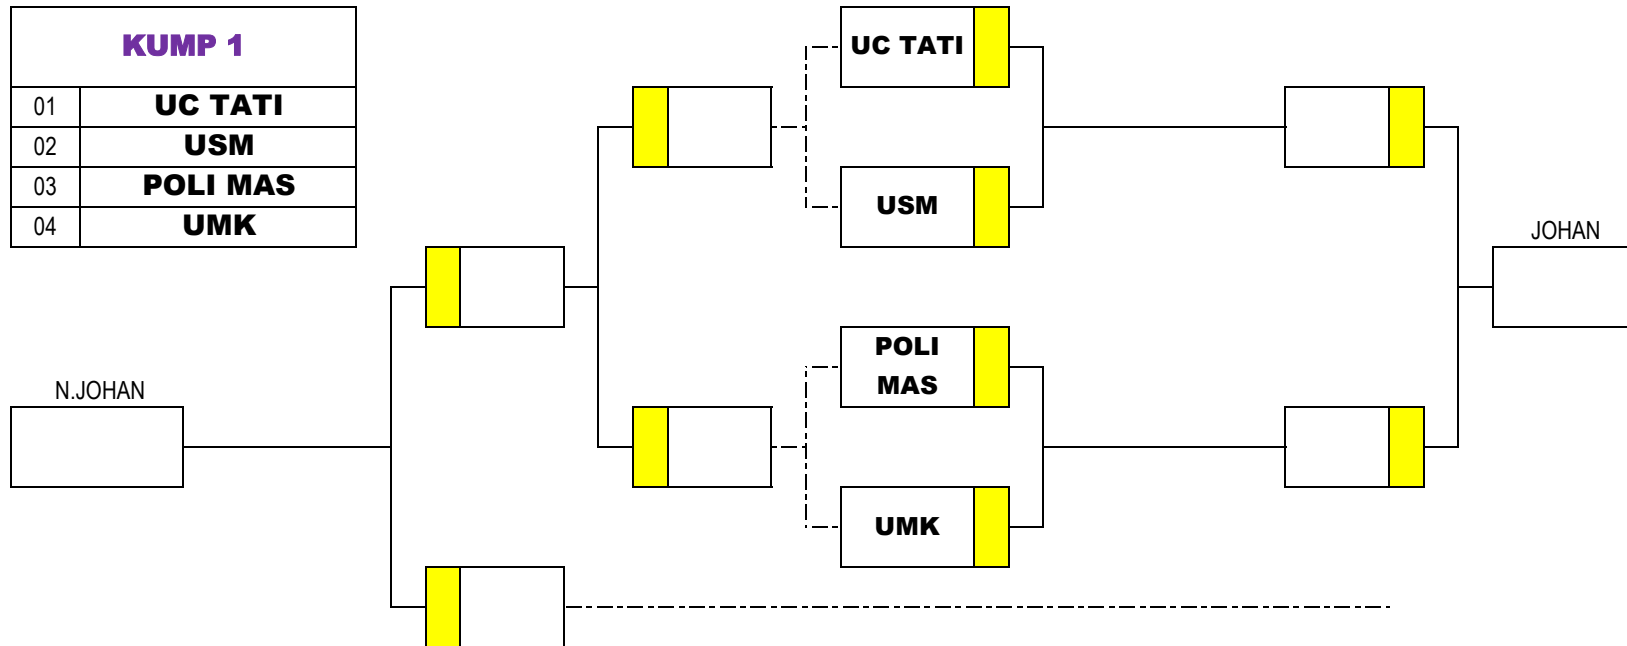 KUMP 1
01 UC TATI
02 USM
03 POLI MAS
04 UMK
UC TATI
USM
JOHAN
POLI
MAS
N.JOHAN
UMK